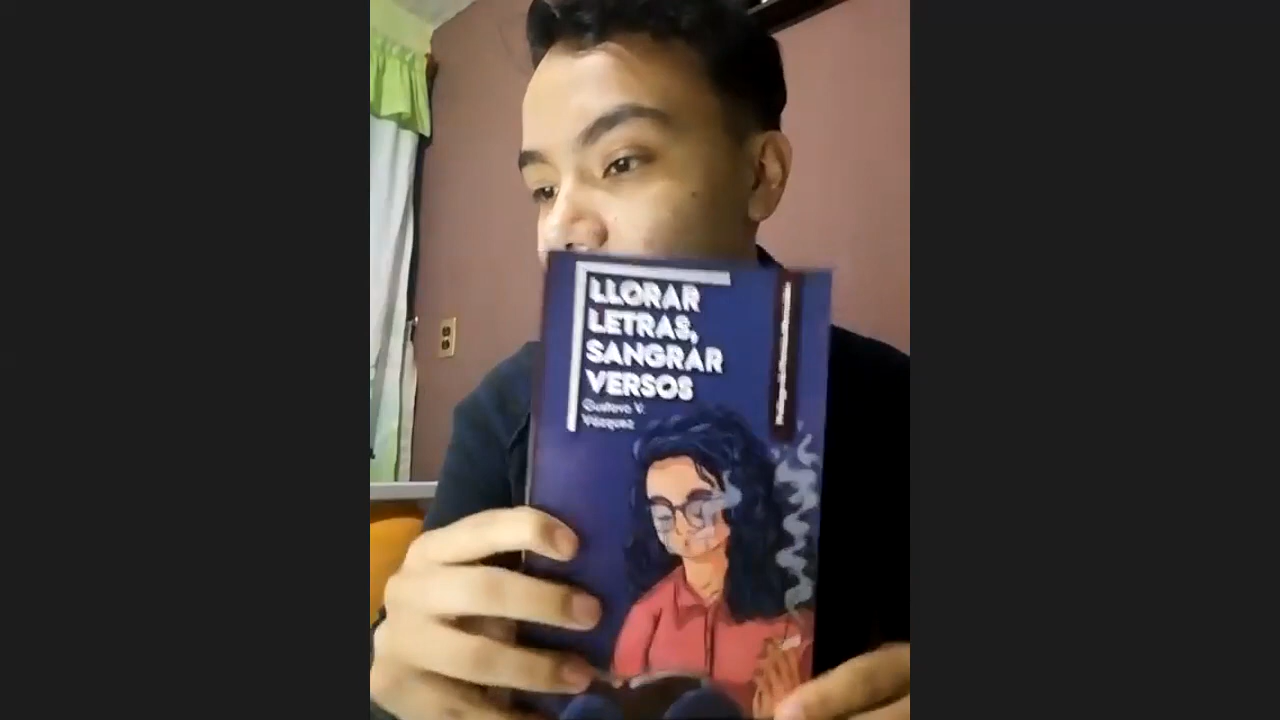 LLORAR
LETRAS,
SANGRAR
VERSOS
Gustavo V.
Vázquez